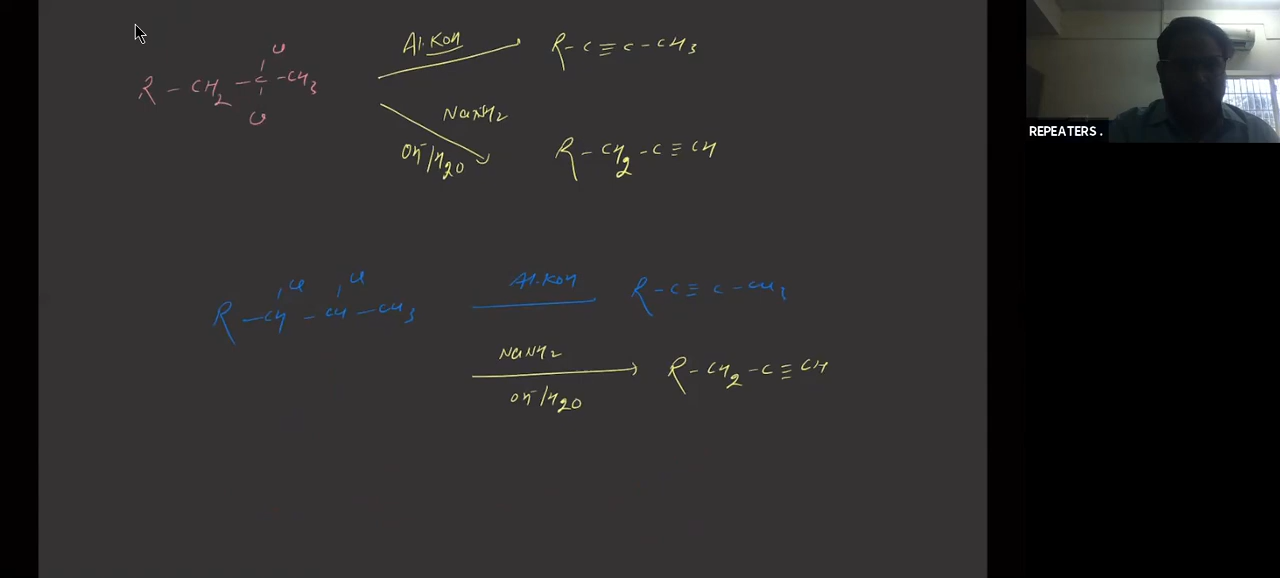 Al. KOH
R - CH2 - C - CH3
Cl
Cl
R - C ≡ C - CH3
NaNH2
OH-/H2O
R - CH2 - C ≡ CH
REPEATERS .
Cl Cl
R - CH - CH - CH3
Al. KOH
R - C ≡ C - CH3
NaNH2
OH-/H2O
R - CH2 - C ≡ CH